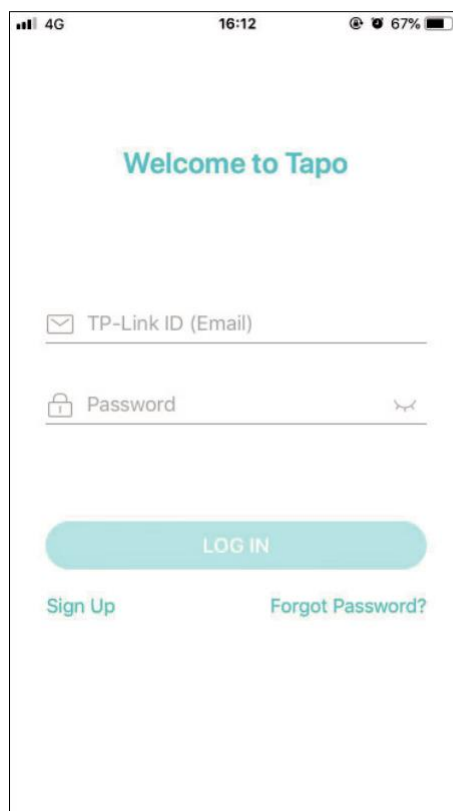 4G 16:12 67%
Welcome to Tapo
TP-Link ID (Email)
Password
LOG IN
Sign Up Forgot Password?